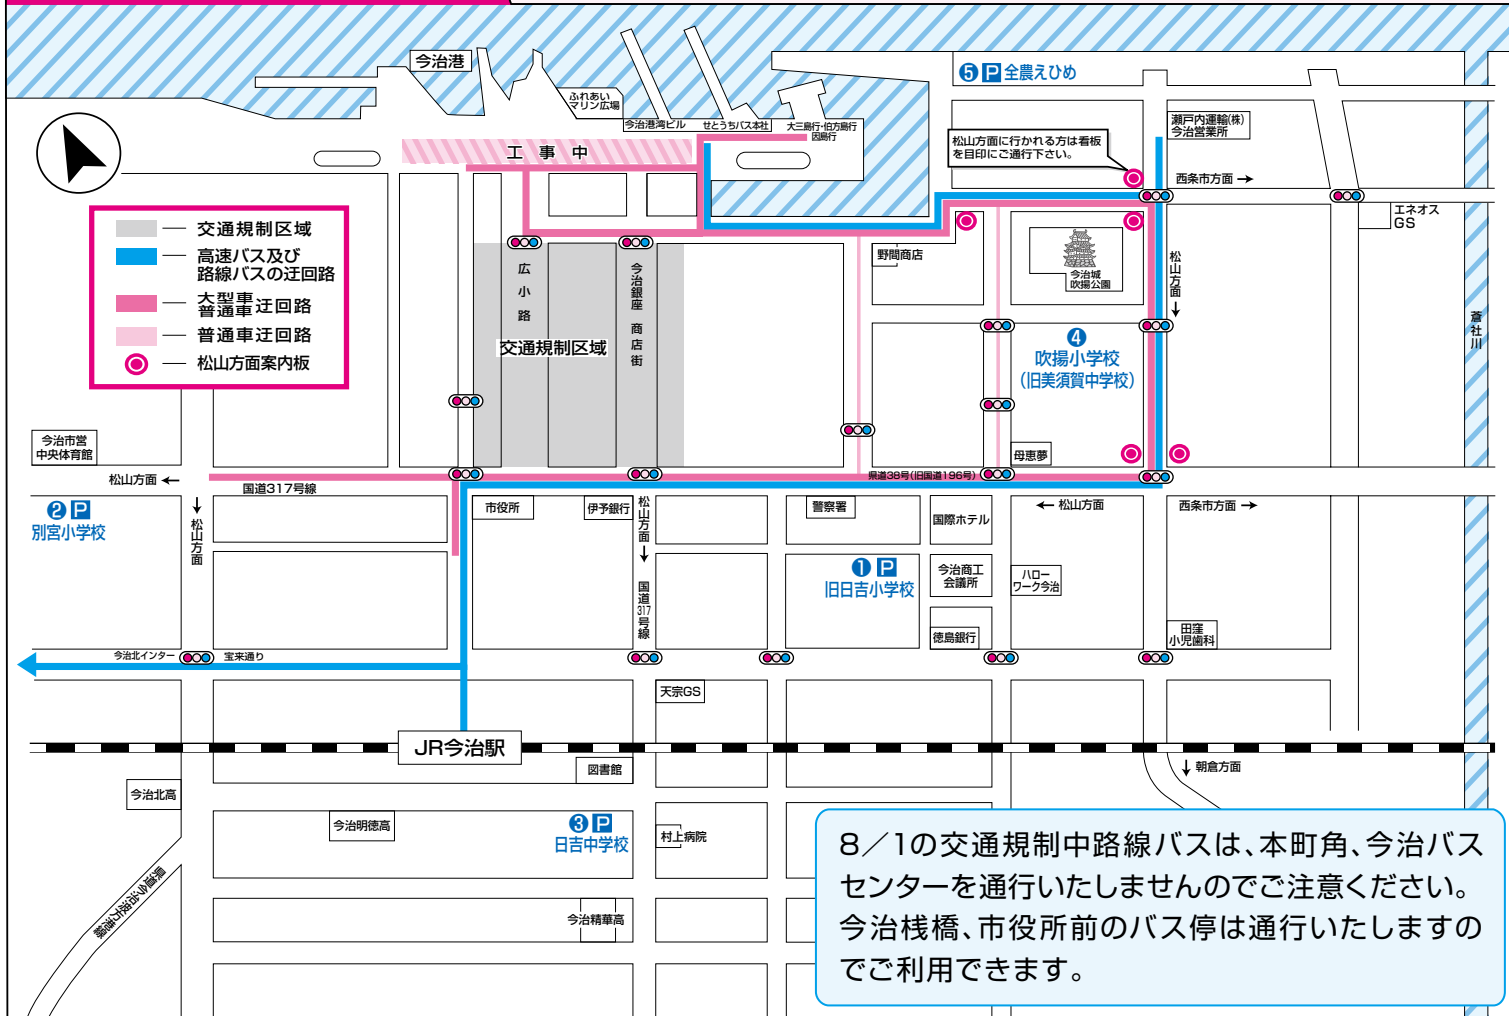 今治港
ふれあい
マリン広場
今治港湾ビル
せとうちバス本社
大三島行・伯方島行
因島行
工事中
❺ P 全農えひめ
瀬戸内運輸(株)
今治営業所
松山方面に行かれる方は看板
を目印にご通行下さい。
西条市方面 →
エネオス
GS
交通規制区域
高速バス及び
路線バスの迂回路
大型車
普通車 迂回路
普通車迂回路
松山方面案内板
広小路
今治銀座 商店街
交通規制区域
野間商店
今治城
吹揚公園
松山方面 ↓
蒼社川
❹
吹揚小学校
(旧美須賀中学校)
母恵夢
今治市営
中央体育館
松山方面 ←
国道317号線
県道38号(旧国道196号)
❷ P
別宮小学校
↓ 松山方面
市役所
伊予銀行
松山方面 ↓
国道317号線
警察署
国際ホテル
← 松山方面
西条市方面 →
❶ P
旧日吉小学校
今治商工
会議所
ハロー
ワーク今治
徳島銀行
田窪
小児歯科
今治北インター
宝来通り
天宗GS
JR今治駅
図書館
↓ 朝倉方面
今治北高
今治明徳高
❸ P
日吉中学校
村上病院
県道今治波方港線
今治精華高
8/1の交通規制中路線バスは、本町角、今治バス
センターを通行いたしませんのでご注意ください。
今治桟橋、市役所前のバス停は通行いたしますの
でご利用できます。